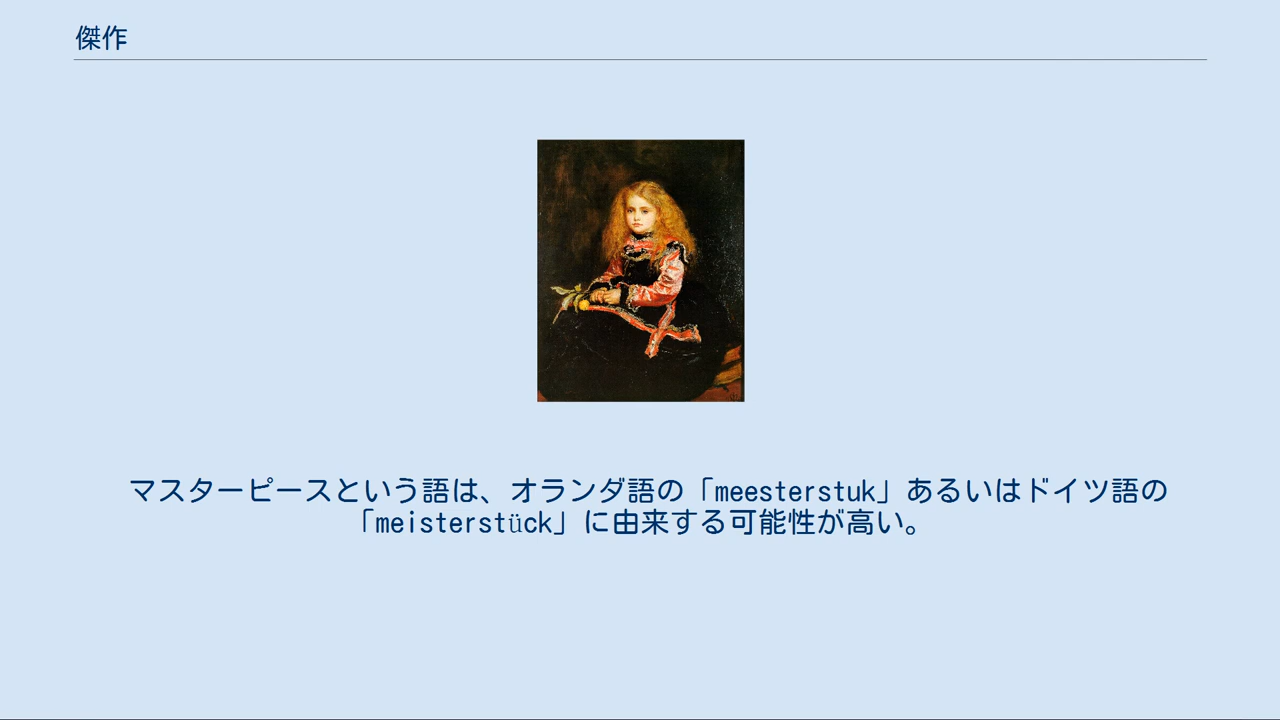 傑作
マスターピースという語は、オランダ語の「meesterstuk」あるいはドイツ語の
「meisterstück」に由来する可能性が高い。